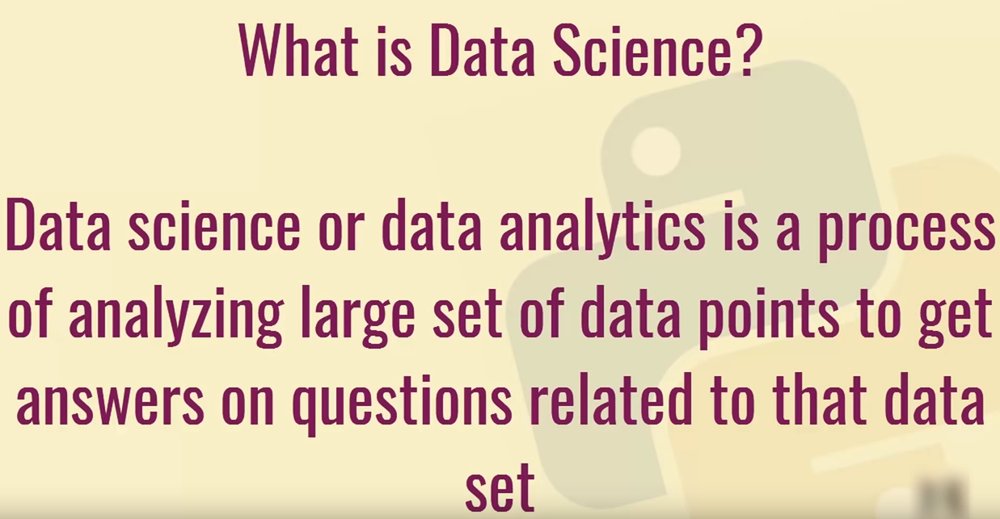 What is Data Science?
Data science or data analytics is a process
of analyzing large set of data points to get
answers on questions related to that data
set